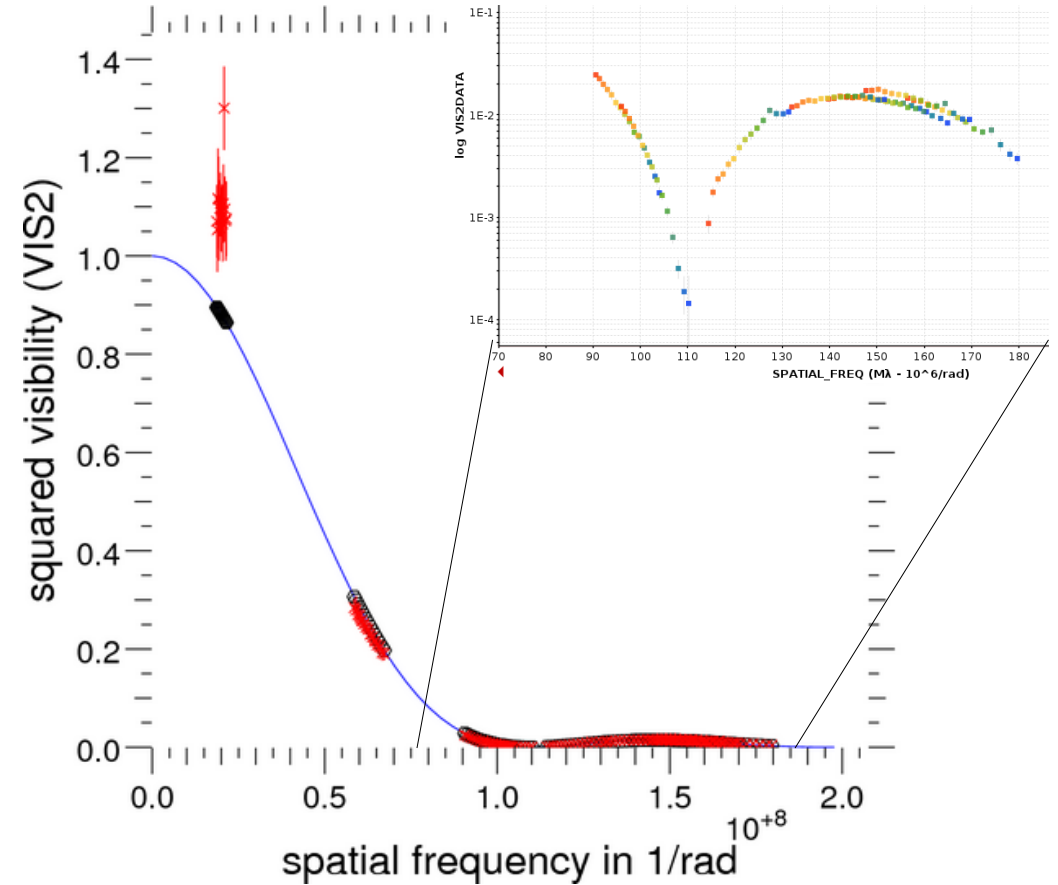 1.4
1.2
1.0
0.8
0.6
0.4
0.2
0.0
squared visibility (VIS2)
0.0 0.5 1.0 1.5 2.0
10+8
spatial frequency in 1/rad
1E-1
1E-2
1E-3
1E-4
log VIS2DATA
70 80 90 100 110 120 130 140 150 160 170 180
SPATIAL_FREQ (Mλ - 10^6/rad)